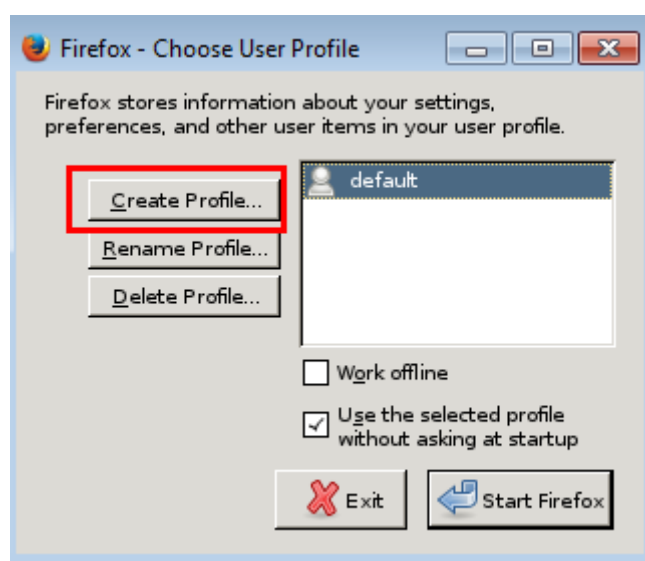 Firefox - Choose User Profile
Firefox stores information about your settings,
preferences, and other user items in your user profile.
Create Profile...
Rename Profile...
Delete Profile...
default
Work offline
Use the selected profile
without asking at startup
Exit
Start Firefox